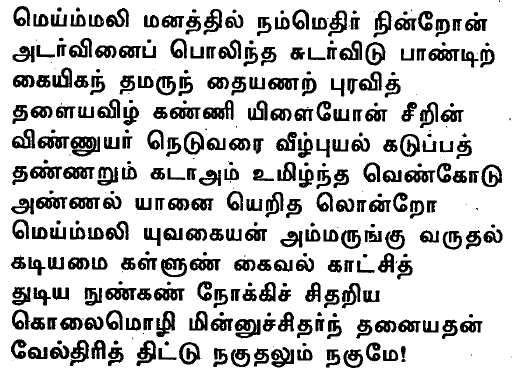 மெய்ம்மலி மனத்தில் நம்மெதிர் நின்றோன்
அடர்வினைப் பொலிந்த சுடர்விடு பாண்டிற்
கையிகந் தமருந் தையணற் புரவித்
தளையவிழ் கண்ணி யிளையோன் சீறின்
விண்ணுயர் நெடுவரை வீழ்புயல் கடுப்பத்
தண்ணறும் கடாஅம் உமிழ்ந்த வெண்கோடு
அண்ணல் யானை யெறித லொன்றோ
மெய்ம்மலி யுவகையன் அம்மருங்கு வருதல்
கடியமை கள்ளுண் கைவல் காட்சித்
துடிய நுண்கண் நோக்கிச் சிதறிய
கொலைமொழி மின்னுச்சிதர்ந் தனையதன்
வேல்திரித் திட்டு நகுதலும் நகுமே!